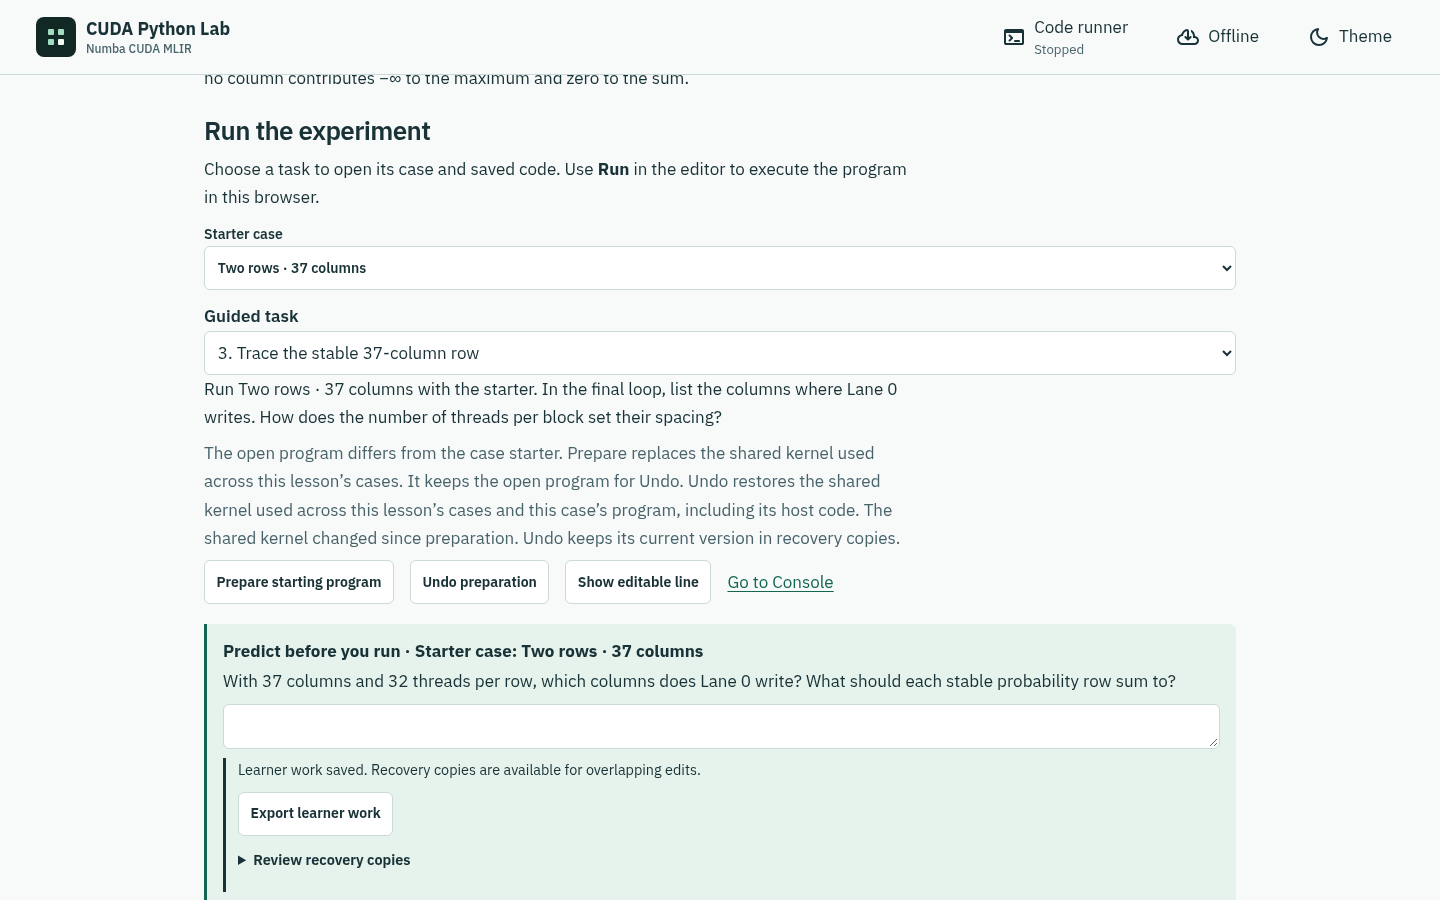 CUDA Python Lab
Numba CUDA MLIR
Code runner
Stopped
Offline
Theme
no column contributes −∞ to the maximum and zero to the sum.
Run the experiment
Choose a task to open its case and saved code. Use Run in the editor to execute the program
in this browser.
Starter case
Two rows · 37 columns
Guided task
3. Trace the stable 37-column row
Run Two rows · 37 columns with the starter. In the final loop, list the columns where Lane 0
writes. How does the number of threads per block set their spacing?
The open program differs from the case starter. Prepare replaces the shared kernel used
across this lesson’s cases. It keeps the open program for Undo. Undo restores the shared
kernel used across this lesson’s cases and this case’s program, including its host code. The
shared kernel changed since preparation. Undo keeps its current version in recovery copies.
Prepare starting program
Undo preparation
Show editable line
Go to Console
Predict before you run · Starter case: Two rows · 37 columns
With 37 columns and 32 threads per row, which columns does Lane 0 write? What should each stable probability row sum to?
Learner work saved. Recovery copies are available for overlapping edits.
Export learner work
Review recovery copies